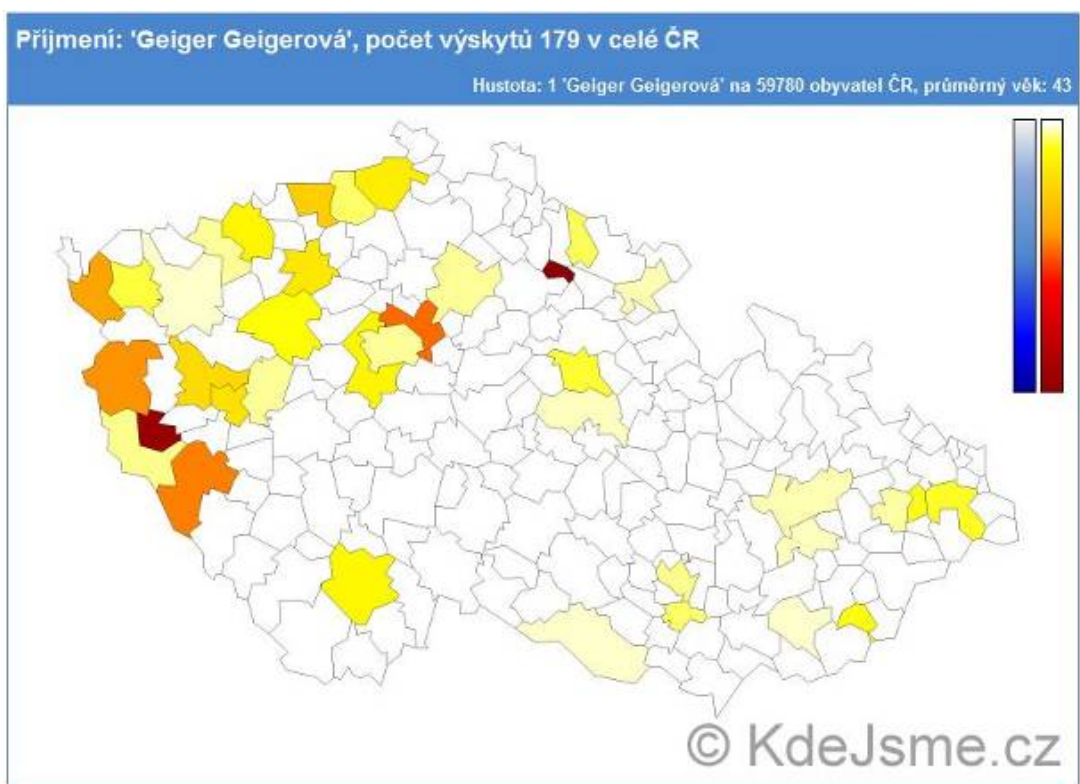 Příjmení: 'Geiger Geigerová', počet výskytů 179 v celé ČR
Hustota: 1 'Geiger Geigerová' na 59780 obyvatel ČR, průměrný věk: 43
© KdeJsme.cz